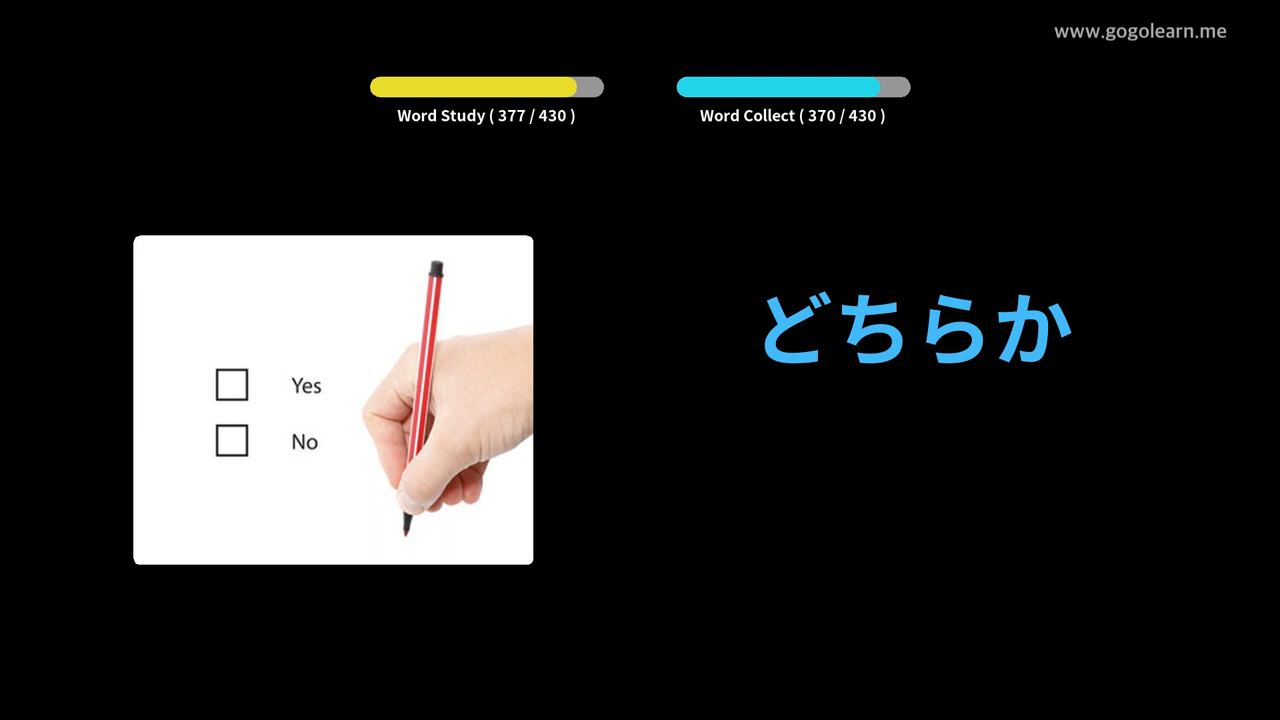 www.gogolearn.me
Word Study ( 377 / 430 )
Word Collect ( 370 / 430 )
どちらか
Yes
No